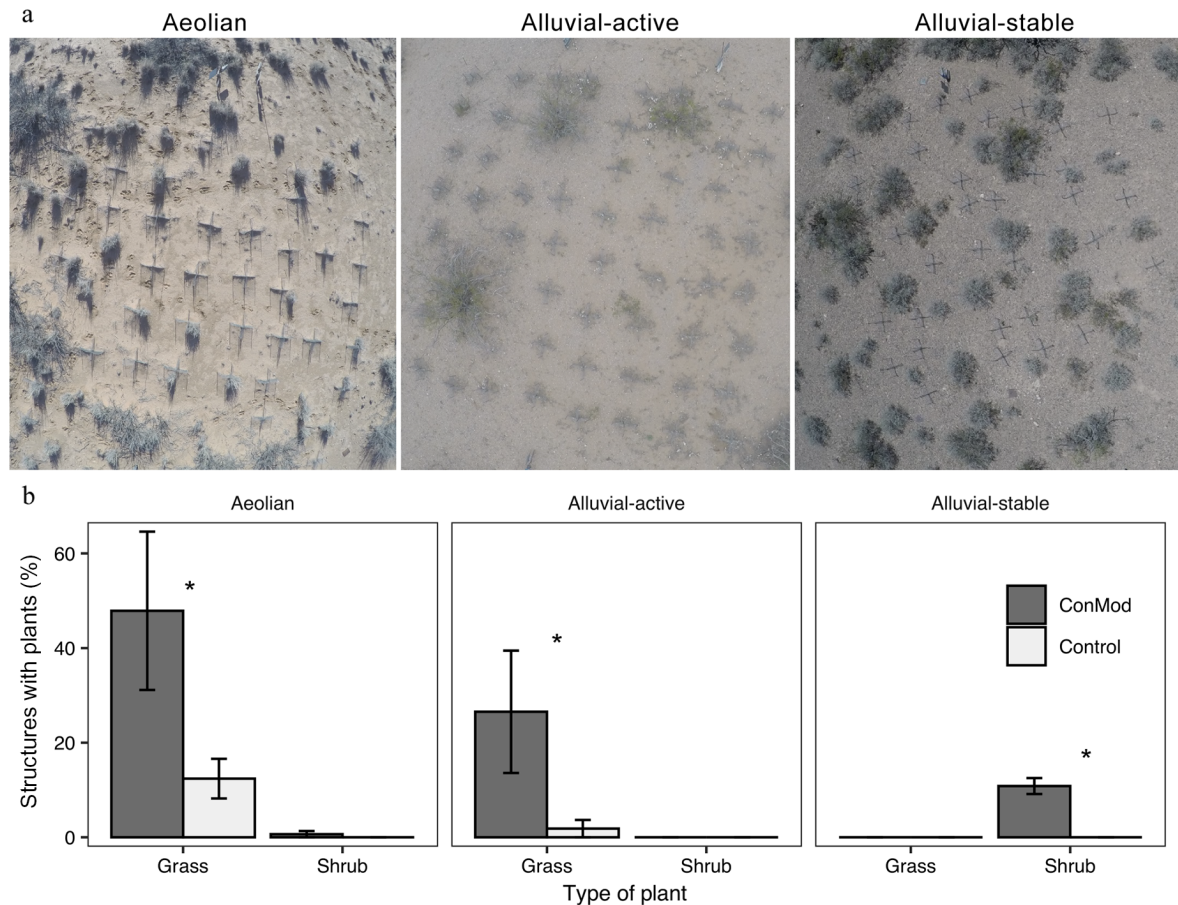 a
Aeolian Alluvial-active Alluvial-stable
b
Aeolian Alluvial-active Alluvial-stable
Structures with plants (%)
60
40
20
0
* * *
ConMod
Control
Grass Shrub Grass Shrub Grass Shrub
Type of plant